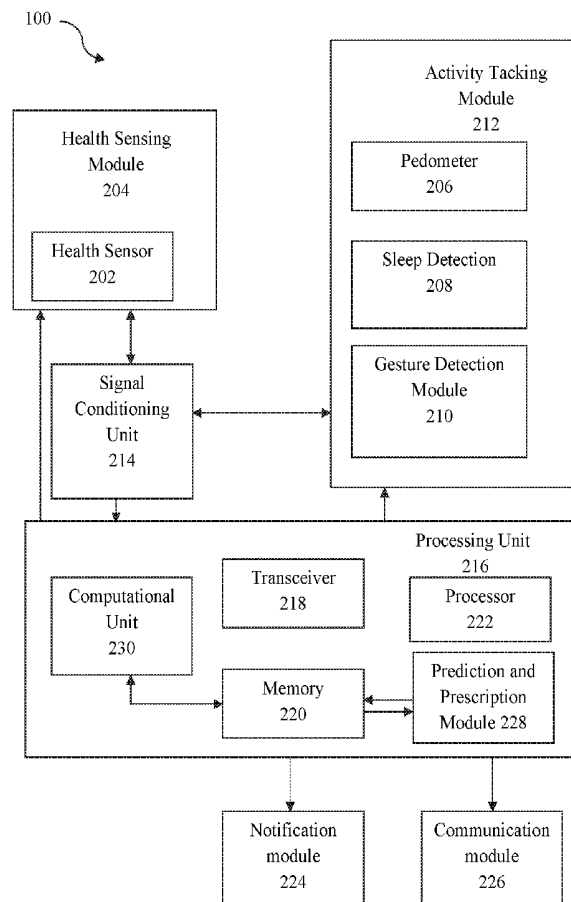 100
Activity Tacking
Module
212
Pedometer
206
Sleep Detection
208
Gesture Detection
Module
210
Health Sensing
Module
204
Health Sensor
202
Signal
Conditioning
Unit
214
Processing Unit
216
Transceiver
218
Computational
Unit
230
Processor
222
Memory
220
Prediction and
Prescription
Module 228
Notification
module
224
Communication
module
226